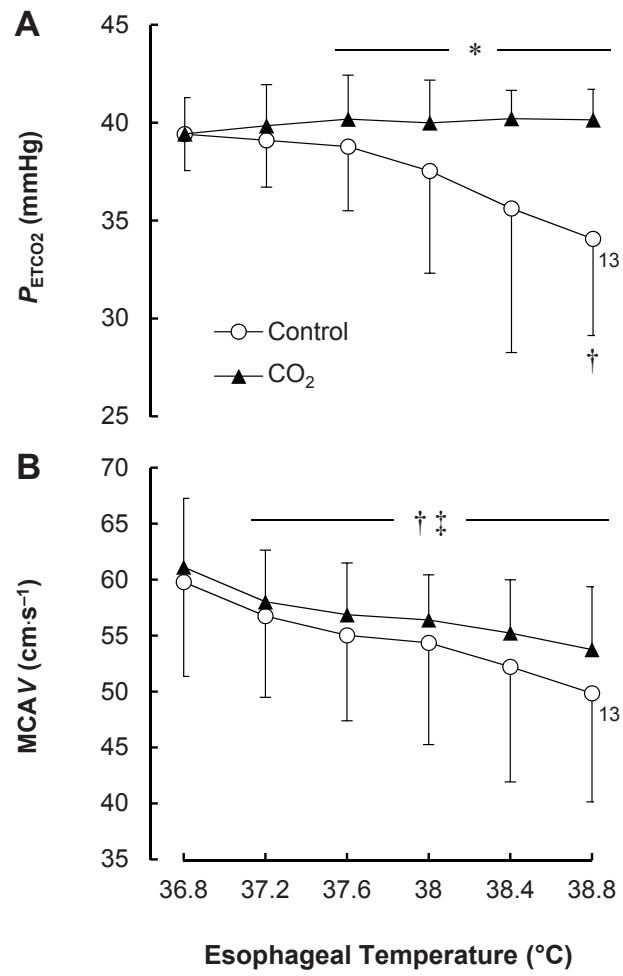 A
45
40
35
30
25
P_ETCO2 (mmHg)
*
13
†
Control
CO₂
B
70
65
60
55
50
45
40
35
MCAV (cm·s⁻¹)
† ‡
13
36.8 37.2 37.6 38 38.4 38.8
Esophageal Temperature (°C)